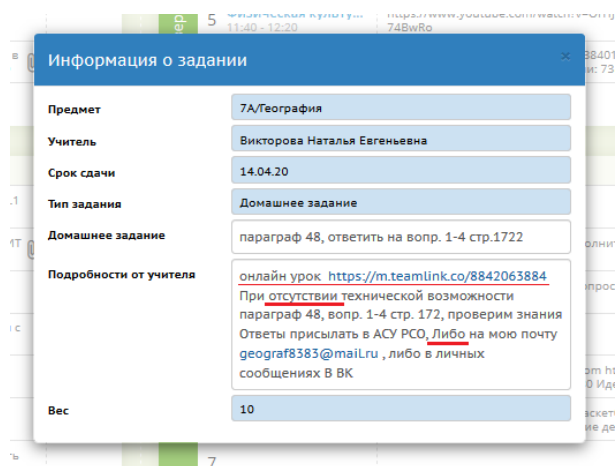 5 Физическая культу...
11:40 - 12:20
74BwRo
Информация о задании
×
Предмет
7А/География
Учитель
Викторова Наталья Евгеньевна
Срок сдачи
14.04.20
Тип задания
Домашнее задание
Домашнее задание
параграф 48, ответить на вопр. 1-4 стр.1722
Подробности от учителя
онлайн урок https://m.teamlink.co/8842063884
При отсутствии технической возможности
параграф 48, вопр. 1-4 стр. 172, проверим знания
Ответы присылать в АСУ РСО, Либо на мою почту
geograf8383@mail.ru , либо в личных
сообщениях В ВК
Вес
10
7